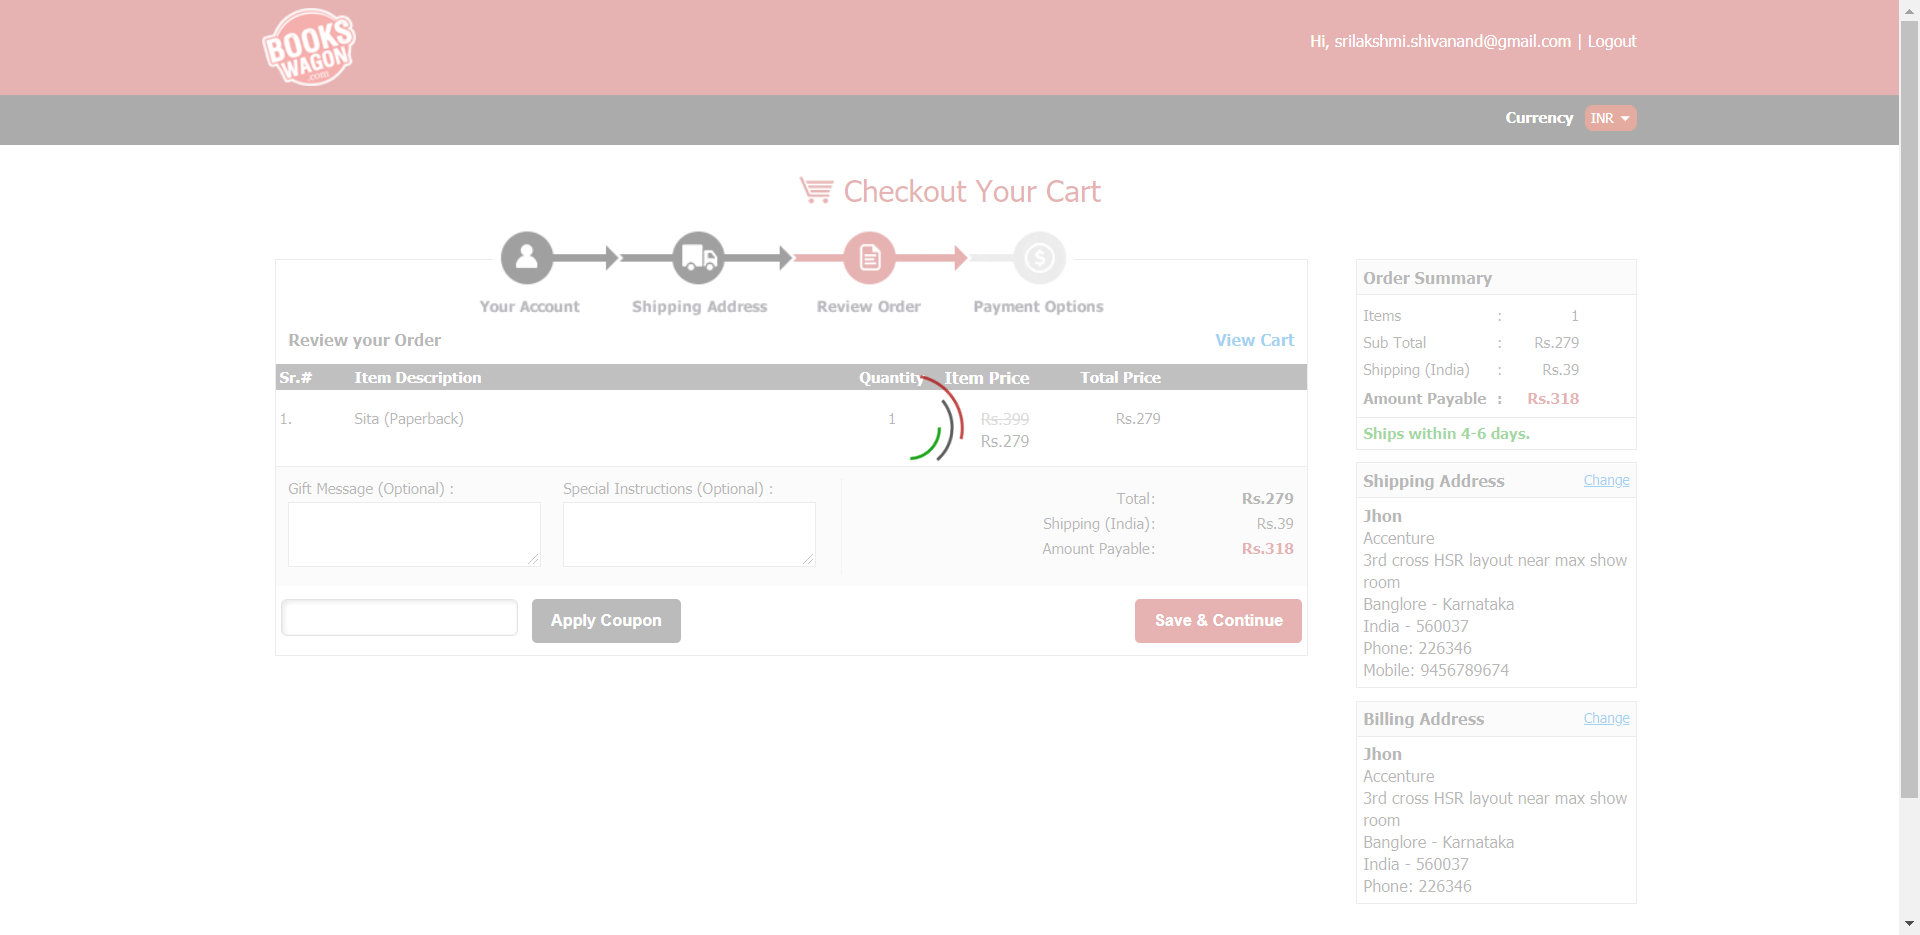 BOOKS
WAGON
.com
Hi, srilakshmi.shivanand@gmail.com | Logout
Currency INR
Checkout Your Cart
Your Account Shipping Address Review Order Payment Options
Review your Order View Cart
Sr.# Item Description Quantity Item Price Total Price
1. Sita (Paperback) 1 Rs.399 Rs.279
Rs.279
Gift Message (Optional) : Special Instructions (Optional) :
Total: Rs.279
Shipping (India): Rs.39
Amount Payable: Rs.318
Apply Coupon Save & Continue
Order Summary
Items : 1
Sub Total : Rs.279
Shipping (India) : Rs.39
Amount Payable : Rs.318
Ships within 4-6 days.
Shipping Address Change
Jhon
Accenture
3rd cross HSR layout near max show
room
Banglore - Karnataka
India - 560037
Phone: 226346
Mobile: 9456789674
Billing Address Change
Jhon
Accenture
3rd cross HSR layout near max show
room
Banglore - Karnataka
India - 560037
Phone: 226346